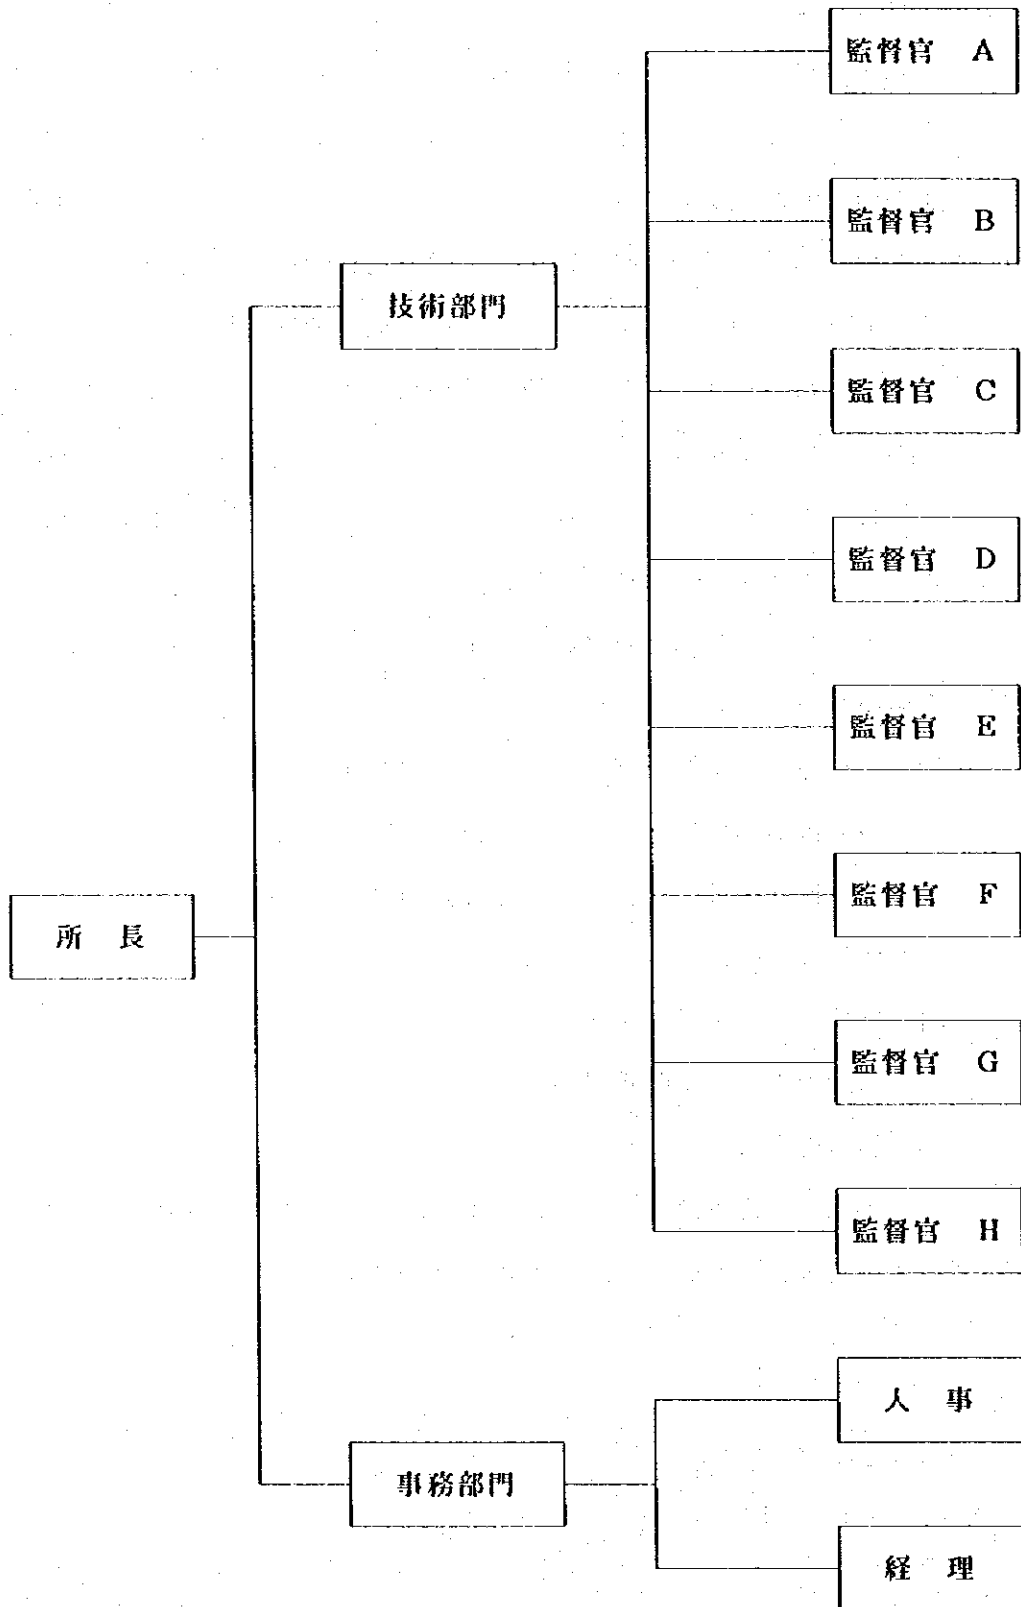 監督官 A
監督官 B
技術部門
監督官 C
監督官 D
監督官 E
監督官 F
所 長
監督官 G
監督官 H
人 事
事務部門
経 理